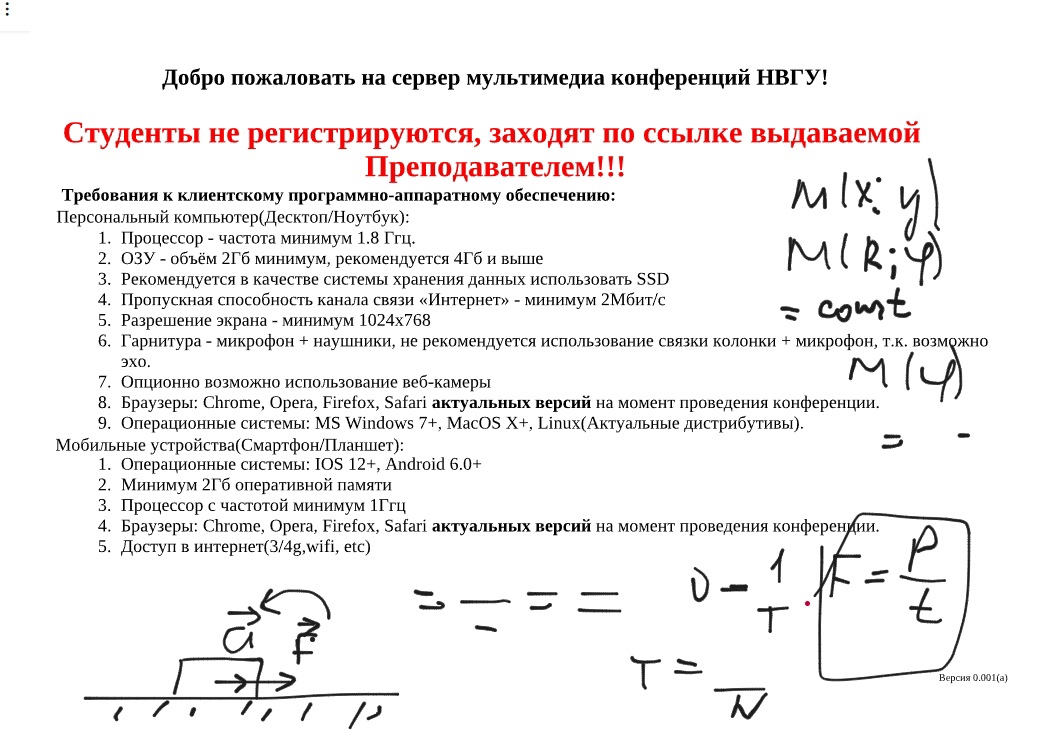 Добро пожаловать на сервер мультимедиа конференций НВГУ!
Студенты не регистрируются, заходят по ссылке выдаваемой
Преподавателем!!!
Требования к клиентскому программно-аппаратному обеспечению:
Персональный компьютер(Десктоп/Ноутбук):
1. Процессор - частота минимум 1.8 Ггц.
2. ОЗУ - объём 2Гб минимум, рекомендуется 4Гб и выше
3. Рекомендуется в качестве системы хранения данных использовать SSD
4. Пропускная способность канала связи «Интернет» - минимум 2Мбит/с
5. Разрешение экрана - минимум 1024x768
6. Гарнитура - микрофон + наушники, не рекомендуется использование связки колонки + микрофон, т.к. возможно
эхо.
7. Опционно возможно использование веб-камеры
8. Браузеры: Chrome, Opera, Firefox, Safari актуальных версий на момент проведения конференции.
9. Операционные системы: MS Windows 7+, MacOS X+, Linux(Актуальные дистрибутивы).
Мобильные устройства(Смартфон/Планшет):
1. Операционные системы: IOS 12+, Android 6.0+
2. Минимум 2Гб оперативной памяти
3. Процессор с частотой минимум 1Ггц
4. Браузеры: Chrome, Opera, Firefox, Safari актуальных версий на момент проведения конференции.
5. Доступ в интернет(3/4g,wifi, etc)
M(x; y)
M(R; φ)
= const
M(φ)
= -
F = P/t
a F
T = /N
Версия 0.001(a)